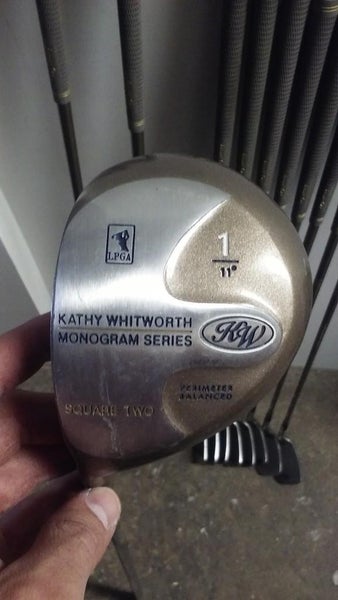 LPGA
1
11°
KATHY WHITWORTH
MONOGRAM SERIES
KW
PERIMETER
BALANCED
SQUARE TWO